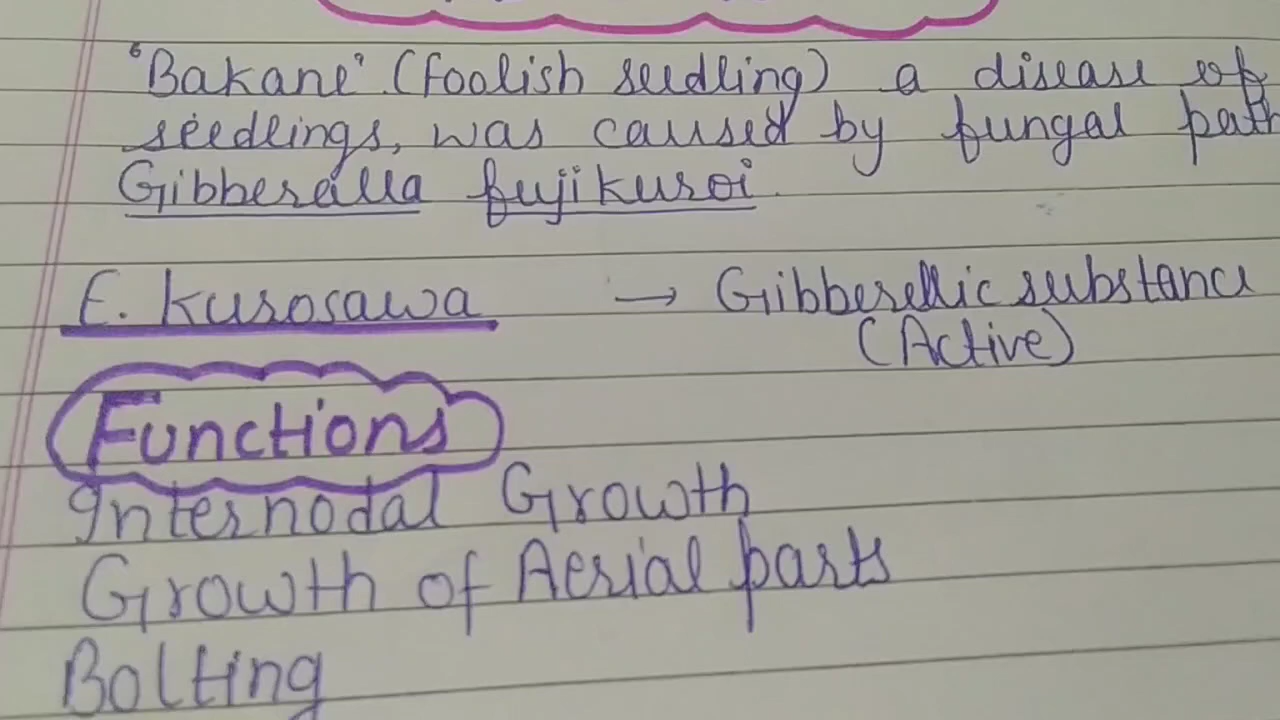 'Bakane' (foolish seedling) a disease of
seedlings, was caused by fungal path
Gibberella fujikuroi.
E. Kurosawa → Gibberellic substance
(Active)
Functions
Internodal Growth
Growth of Aerial parts
Bolting